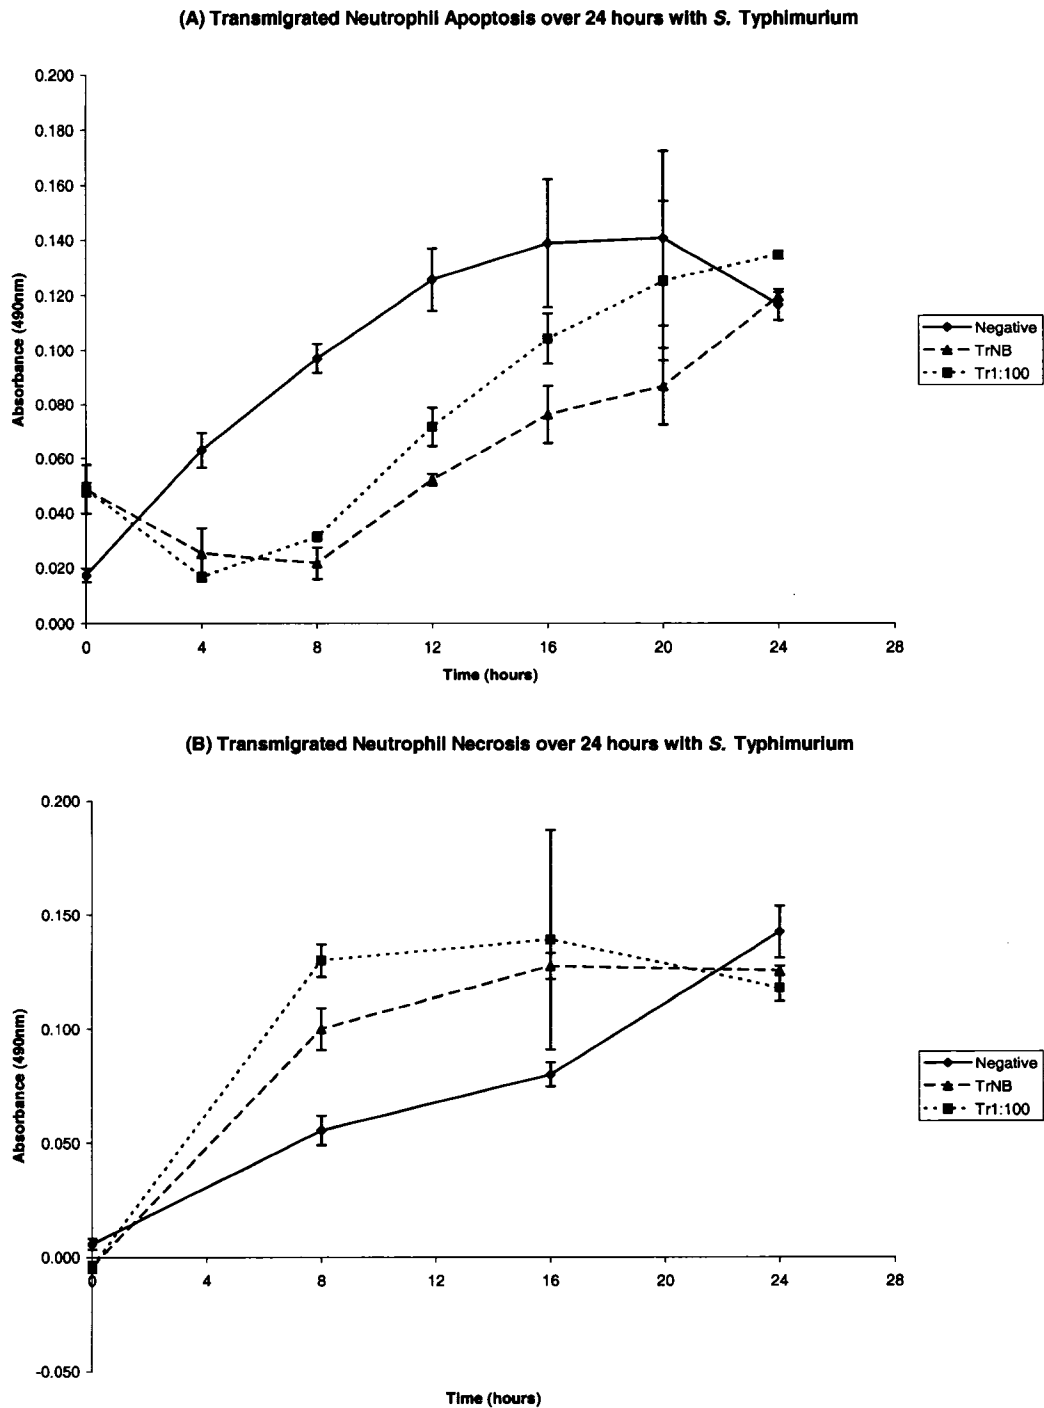 (A) Transmigrated Neutrophil Apoptosis over 24 hours with S. Typhimurium
0.200
0.180
0.160
0.140
0.120
0.100
0.080
0.060
0.040
0.020
0.000
Absorbance (490nm)
0 4 8 12 16 20 24 28
Time (hours)
Negative
TrNB
Tr1:100
(B) Transmigrated Neutrophil Necrosis over 24 hours with S. Typhimurium
0.200
0.150
0.100
0.050
0.000
-0.050
Absorbance (490nm)
0 4 8 12 16 20 24 28
Time (hours)
Negative
TrNB
Tr1:100